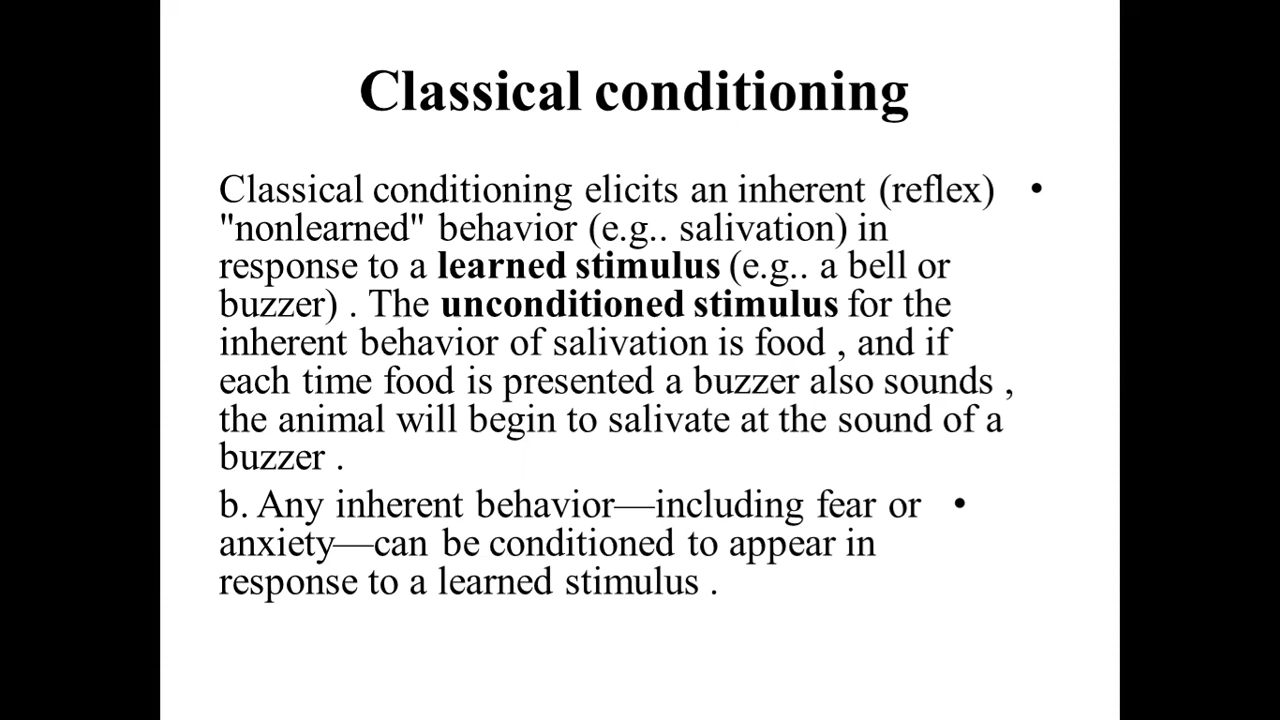 Classical conditioning
Classical conditioning elicits an inherent (reflex) •
"nonlearned" behavior (e.g.. salivation) in
response to a learned stimulus (e.g.. a bell or
buzzer) . The unconditioned stimulus for the
inherent behavior of salivation is food , and if
each time food is presented a buzzer also sounds ,
the animal will begin to salivate at the sound of a
buzzer .
b. Any inherent behavior—including fear or •
anxiety—can be conditioned to appear in
response to a learned stimulus .